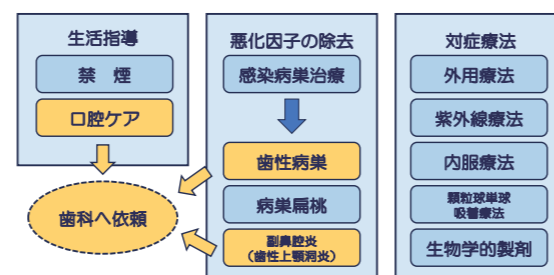 生活指導
禁　煙
口腔ケア
歯科へ依頼
悪化因子の除去
感染病巣治療
歯性病巣
病巣扁桃
副鼻腔炎
（歯性上顎洞炎）
対症療法
外用療法
紫外線療法
内服療法
顆粒球単球
吸着療法
生物学的製剤